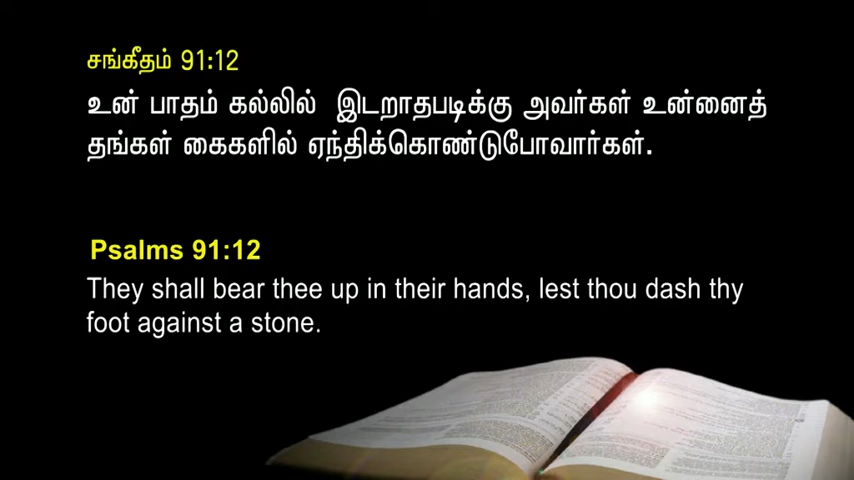 சங்கீதம் 91:12
உன் பாதம் கல்லில் இடறாதபடிக்கு அவர்கள் உன்னைத்
தங்கள் கைகளில் ஏந்திக்கொண்டுபோவார்கள்.
Psalms 91:12
They shall bear thee up in their hands, lest thou dash thy
foot against a stone.